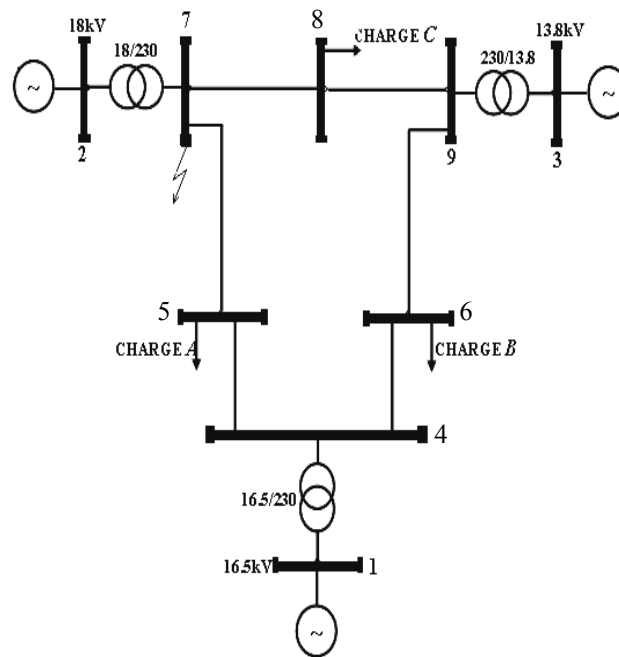 7
8
18kV
18/230
CHARGE C
230/13.8
13.8kV
~
~
2
9
3
5
6
CHARGE A
CHARGE B
4
16.5/230
16.5kV
1
~